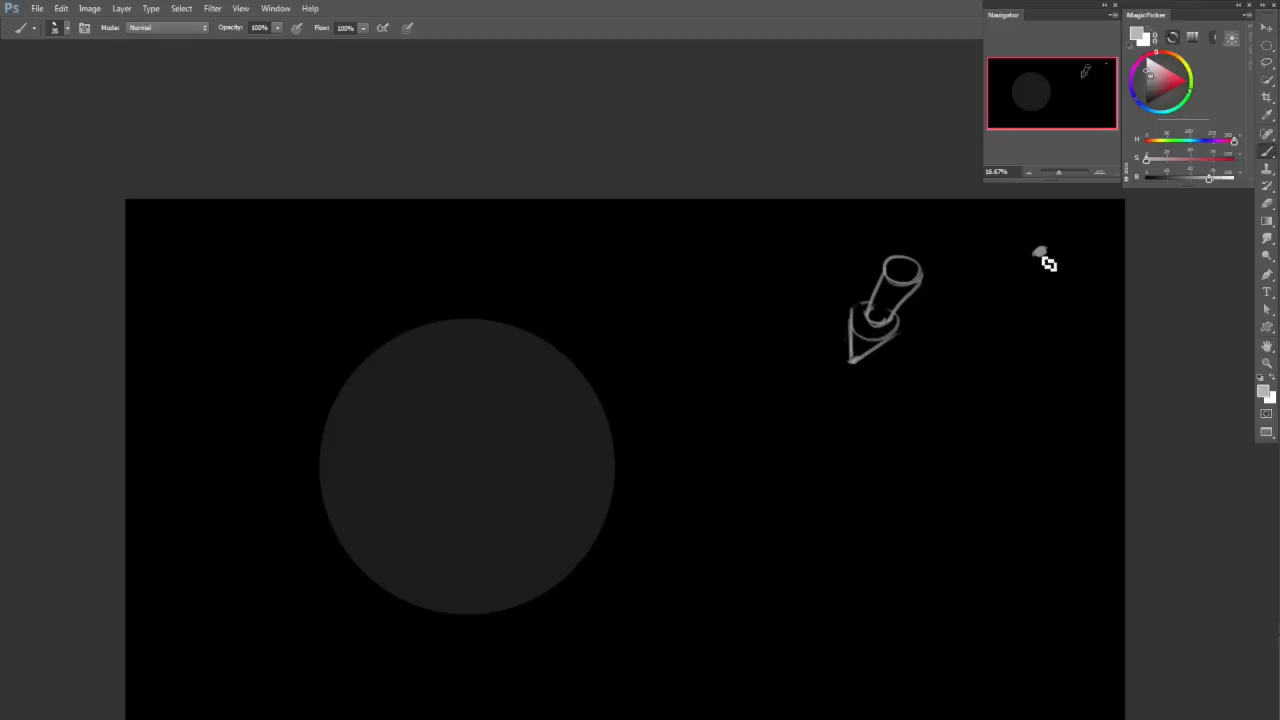 Ps File Edit Image Layer Type Select Filter View Window Help
Mode: Normal Opacity: 100% Flow: 100%
Navigator
16.67%
MagicPicker
H
S
B